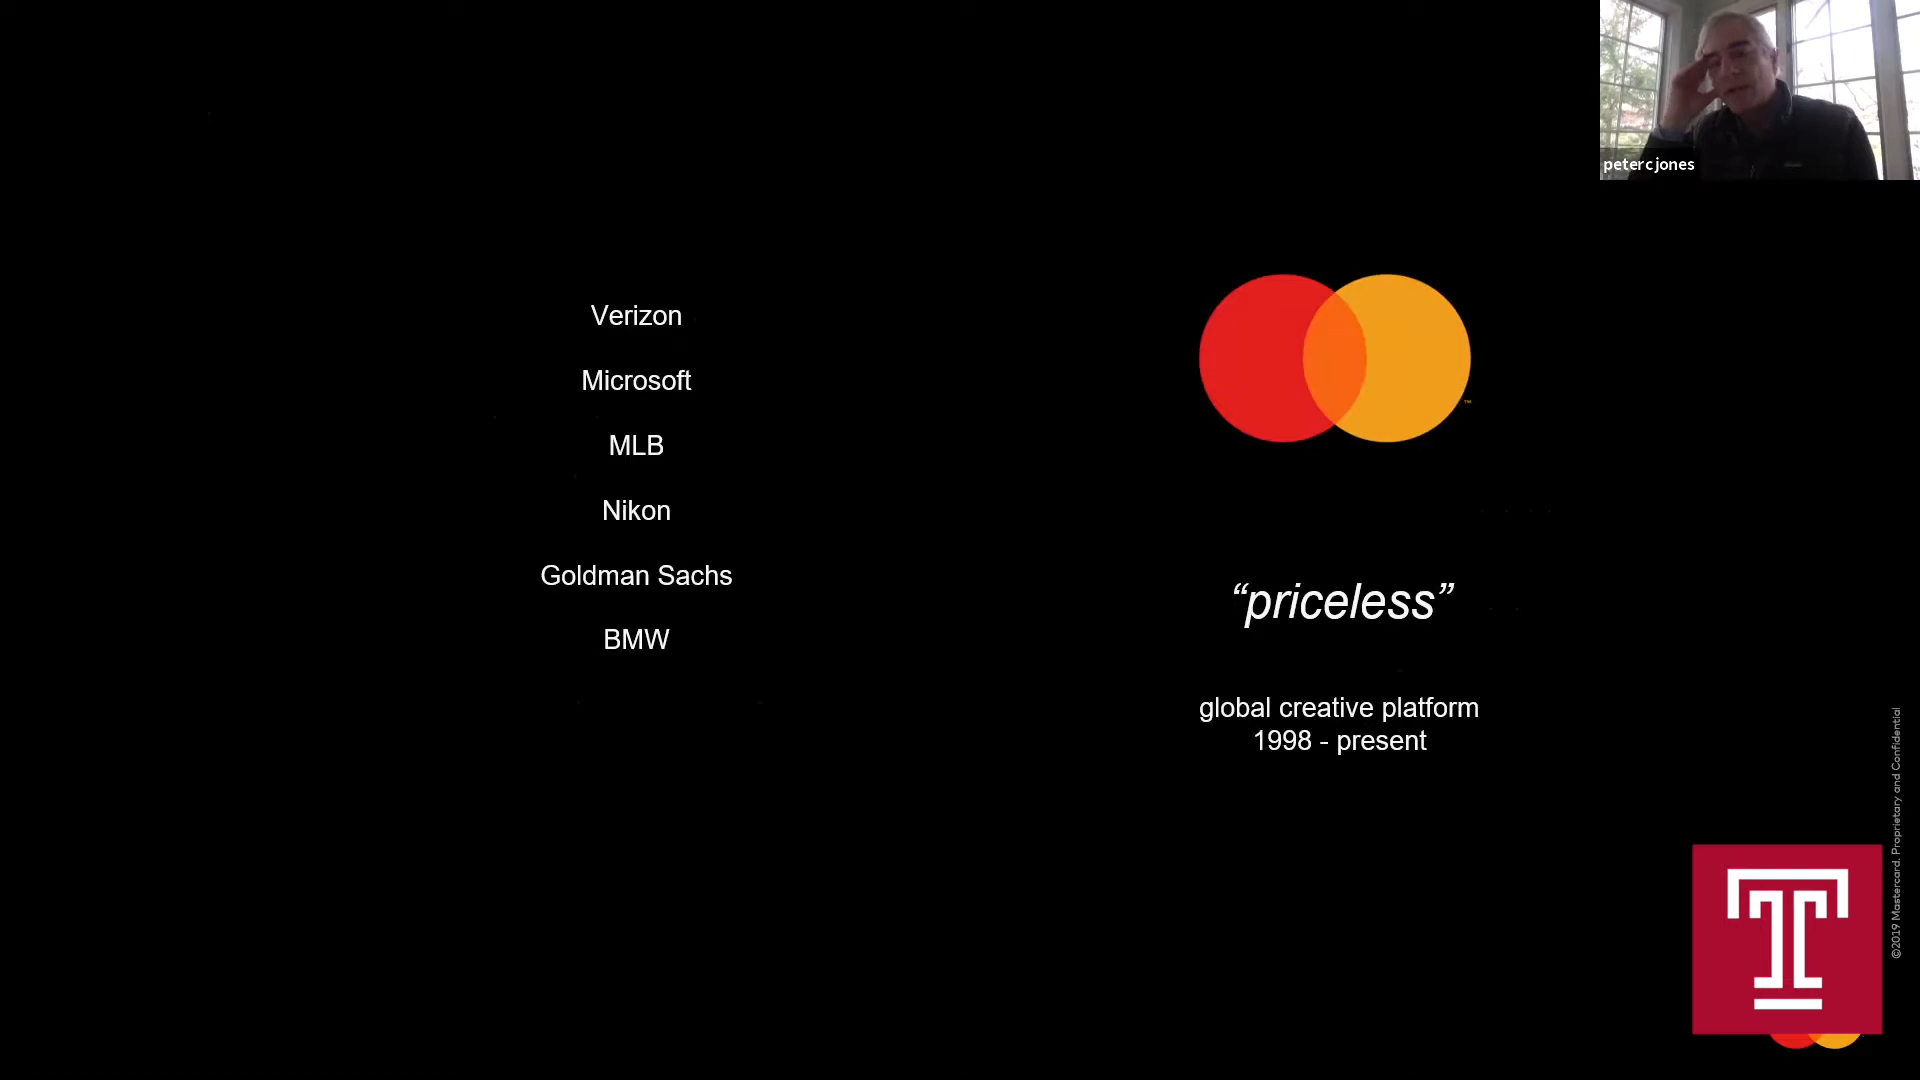 petercjones
Verizon
Microsoft
MLB
Nikon
Goldman Sachs
BMW
™
“priceless”
global creative platform
1998 - present
©2019 Mastercard. Proprietary and Confidential
T